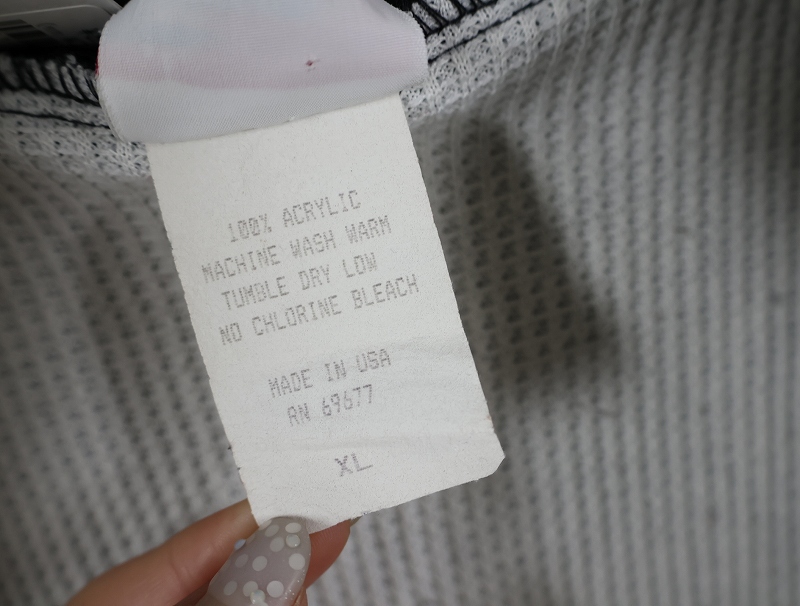 100% ACRYLIC
MACHINE WASH WARM
TUMBLE DRY LOW
NO CHLORINE BLEACH
MADE IN USA
RN 69677
XL